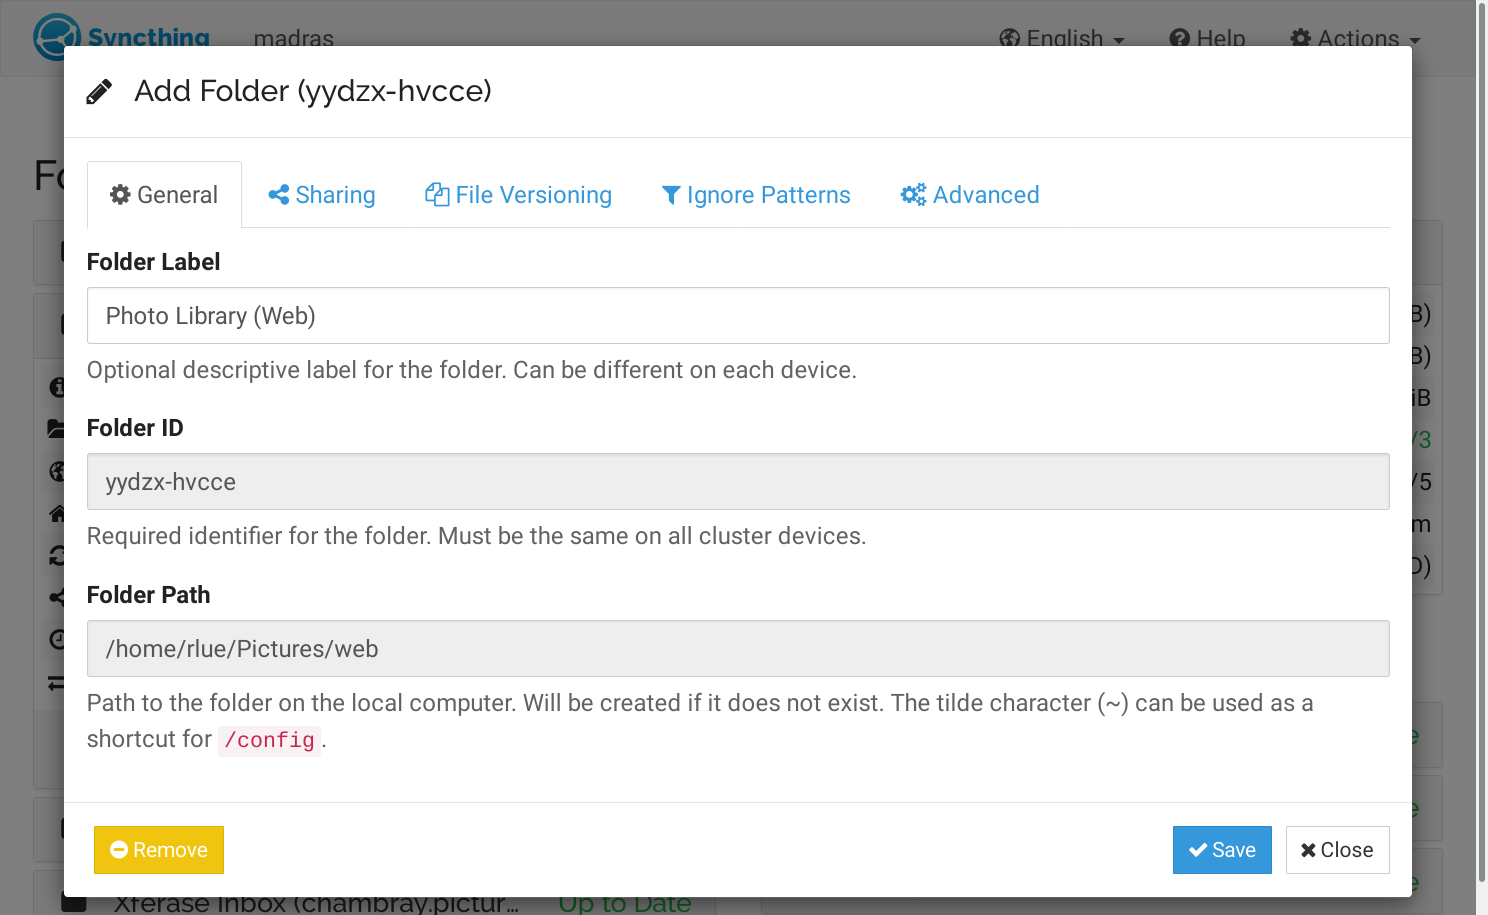 Syncthing madras English Help Actions
Add Folder (yydzx-hvcce)
General Sharing File Versioning Ignore Patterns Advanced
Folder Label
Photo Library (Web)
Optional descriptive label for the folder. Can be different on each device.
Folder ID
yydzx-hvcce
Required identifier for the folder. Must be the same on all cluster devices.
Folder Path
/home/rlue/Pictures/web
Path to the folder on the local computer. Will be created if it does not exist. The tilde character (~) can be used as a
shortcut for /config.
Remove Save Close
Xferase Inbox (chambray.pictur... Up to Date